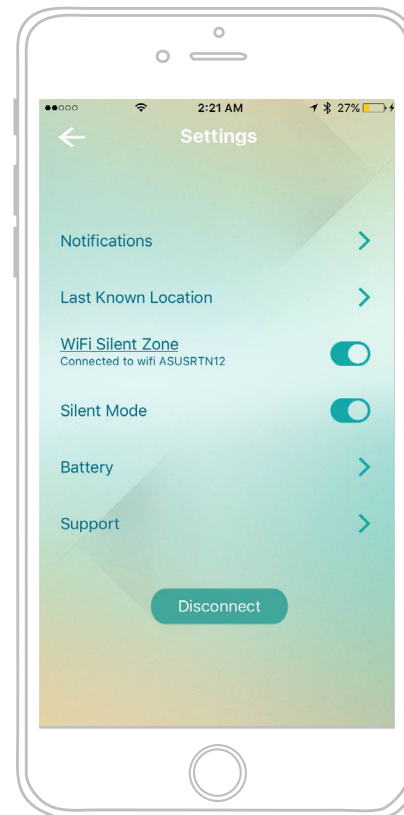 2:21 AM 27%
Settings
Notifications
Last Known Location
WiFi Silent Zone
Connected to wifi ASUSRTN12
Silent Mode
Battery
Support
Disconnect